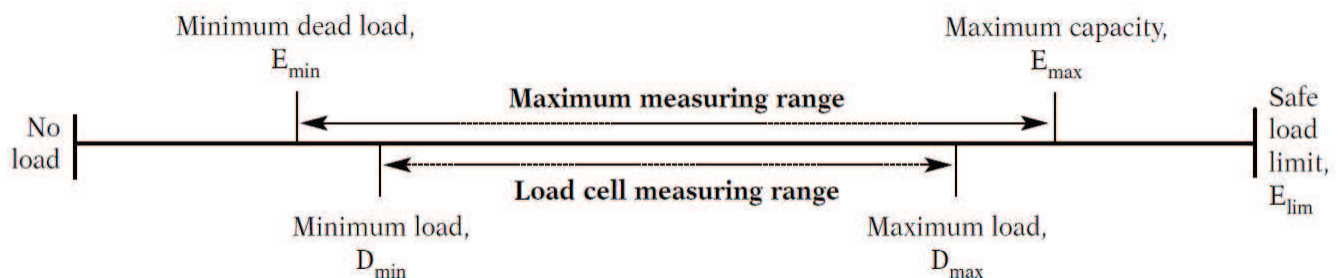 Minimum dead load,
E_min
Maximum capacity,
E_max
Maximum measuring range
No
load
Safe
load
limit,
E_lim
Load cell measuring range
Minimum load,
D_min
Maximum load,
D_max